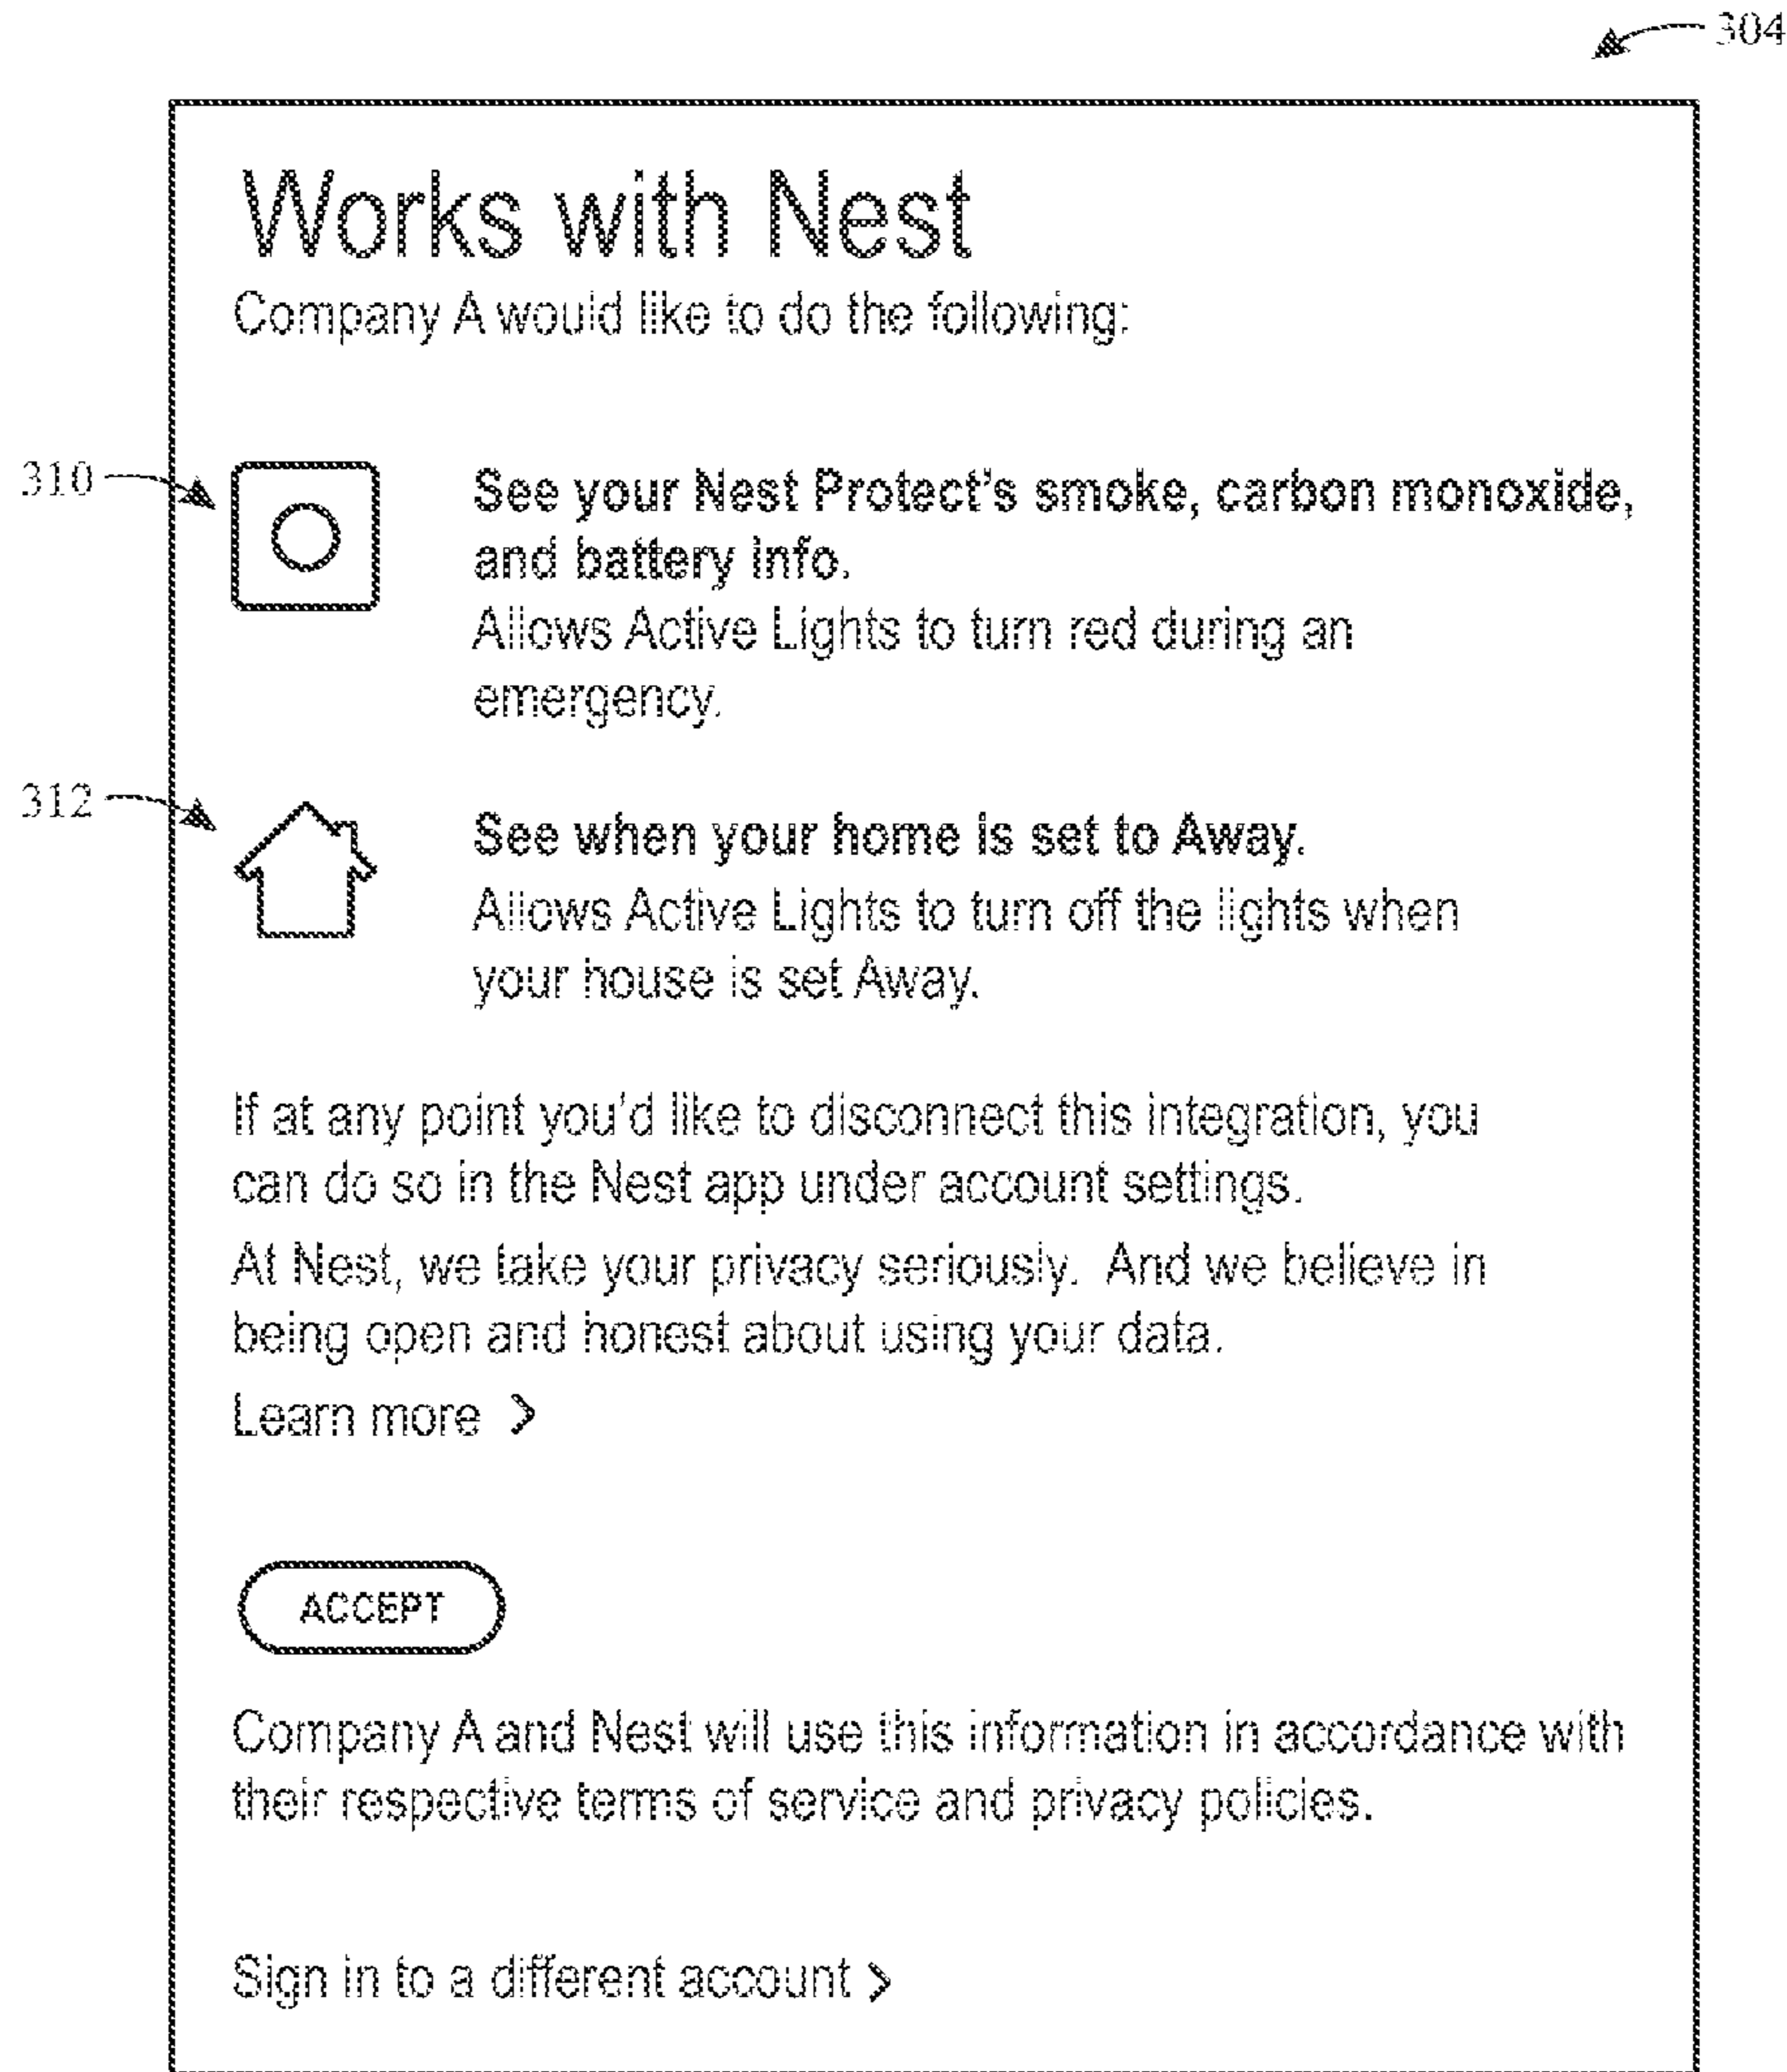 304
Works with Nest
Company A would like to do the following:
310
See your Nest Protect's smoke, carbon monoxide,
and battery info.
Allows Active Lights to turn red during an
emergency.
312
See when your home is set to Away.
Allows Active Lights to turn off the lights when
your house is set Away.
If at any point you'd like to disconnect this integration, you
can do so in the Nest app under account settings.
At Nest, we take your privacy seriously. And we believe in
being open and honest about using your data.
Learn more >
ACCEPT
Company A and Nest will use this information in accordance with
their respective terms of service and privacy policies.
Sign in to a different account >